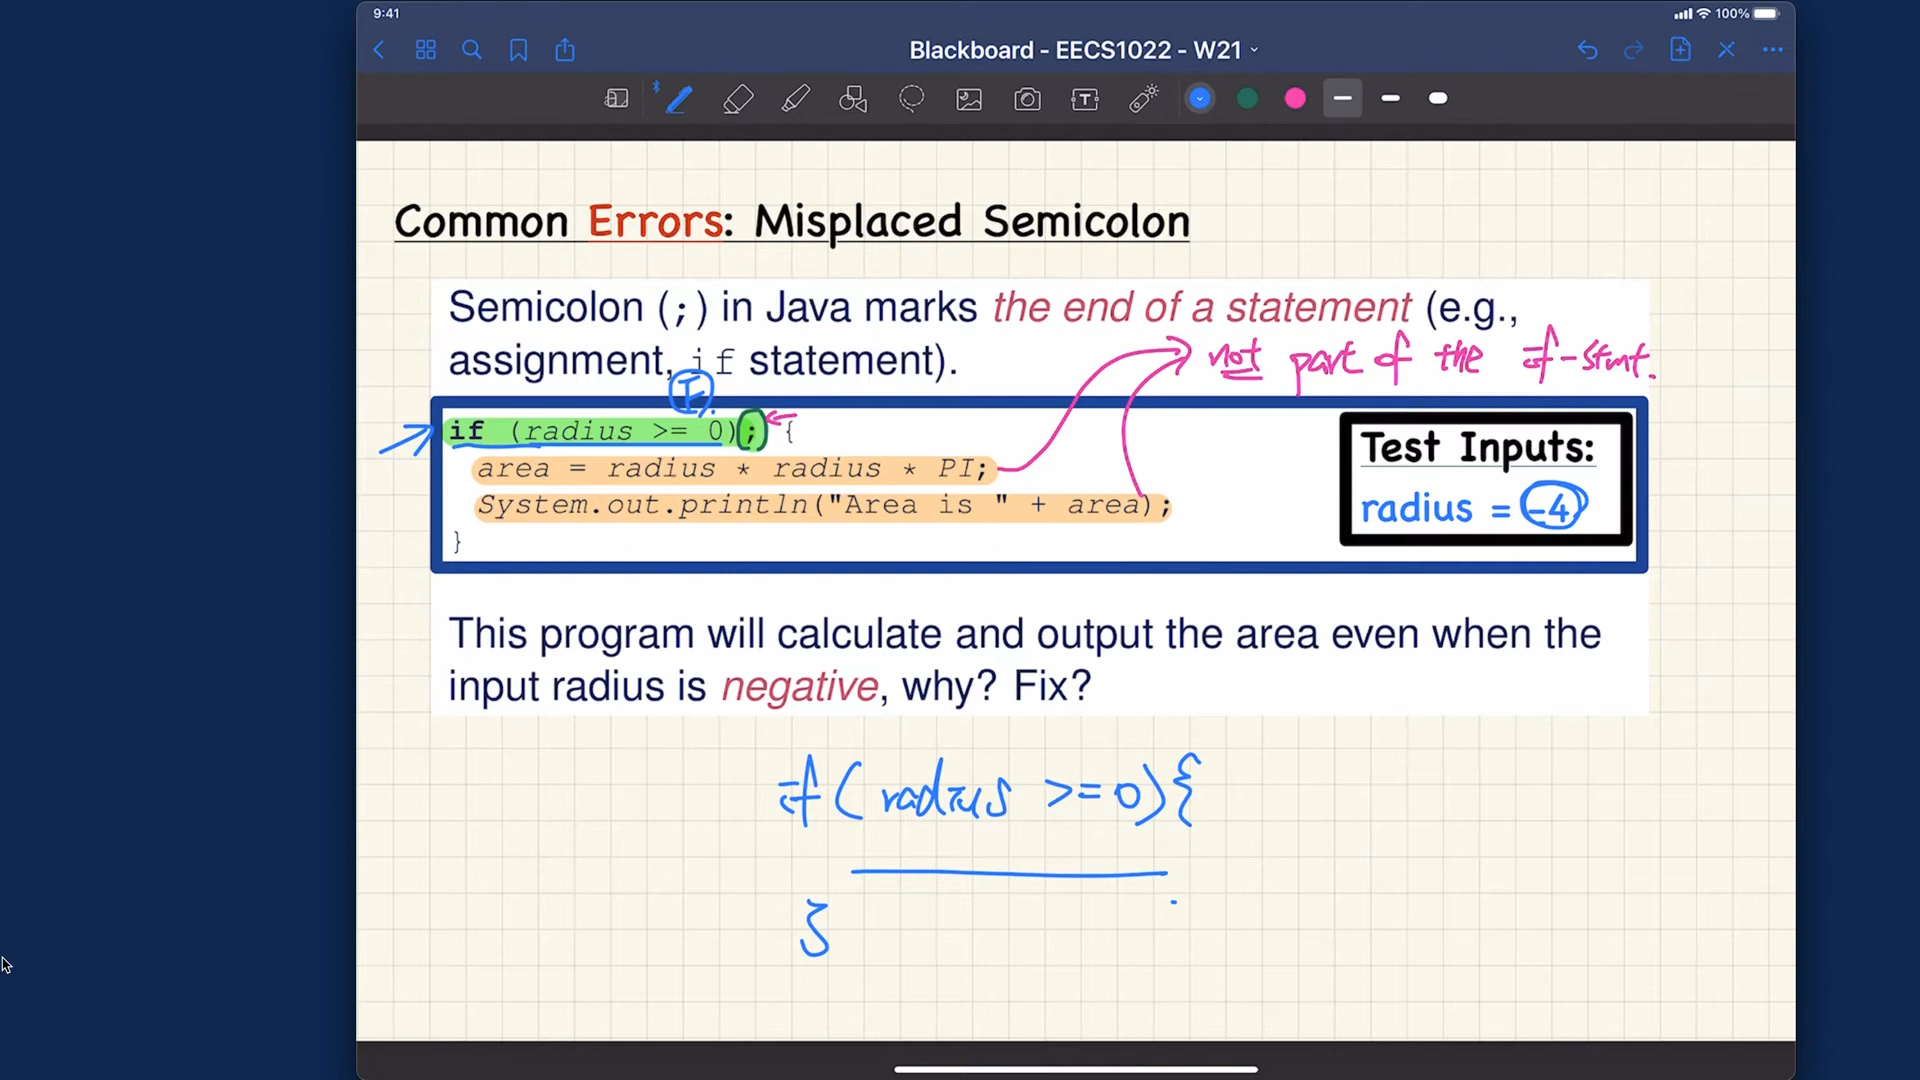 9:41
100%
Blackboard - EECS1022 - W21
Common Errors: Misplaced Semicolon
Semicolon (;) in Java marks the end of a statement (e.g.,
assignment, if statement).
not part of the if-stmt.
F
if (radius >= 0); {
area = radius * radius * PI;
System.out.println("Area is " + area);
}
Test Inputs:
radius = -4
This program will calculate and output the area even when the
input radius is negative, why? Fix?
if (radius >=0){
}